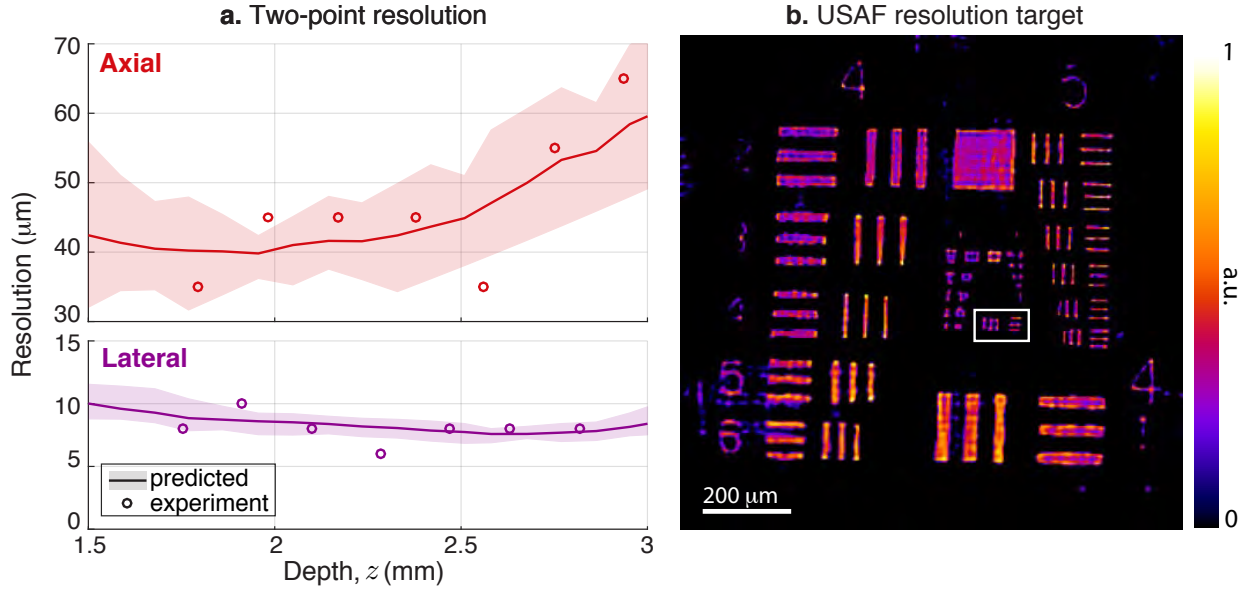 a. Two-point resolution
Axial
70
60
50
40
30
Resolution (μm)
Lateral
15
10
5
0
predicted
experiment
1.5
2
2.5
3
Depth, z (mm)
b. USAF resolution target
4
5
5
6
4
1
200 μm
1
a.u.
0